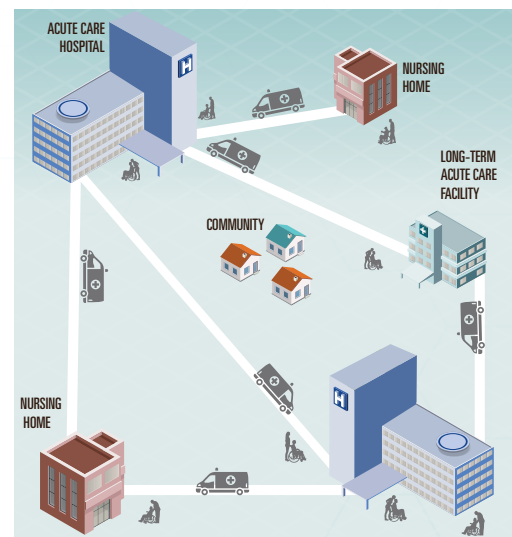 ACUTE CARE
HOSPITAL
H
NURSING
HOME
LONG-TERM
ACUTE CARE
FACILITY
COMMUNITY
NURSING
HOME
H